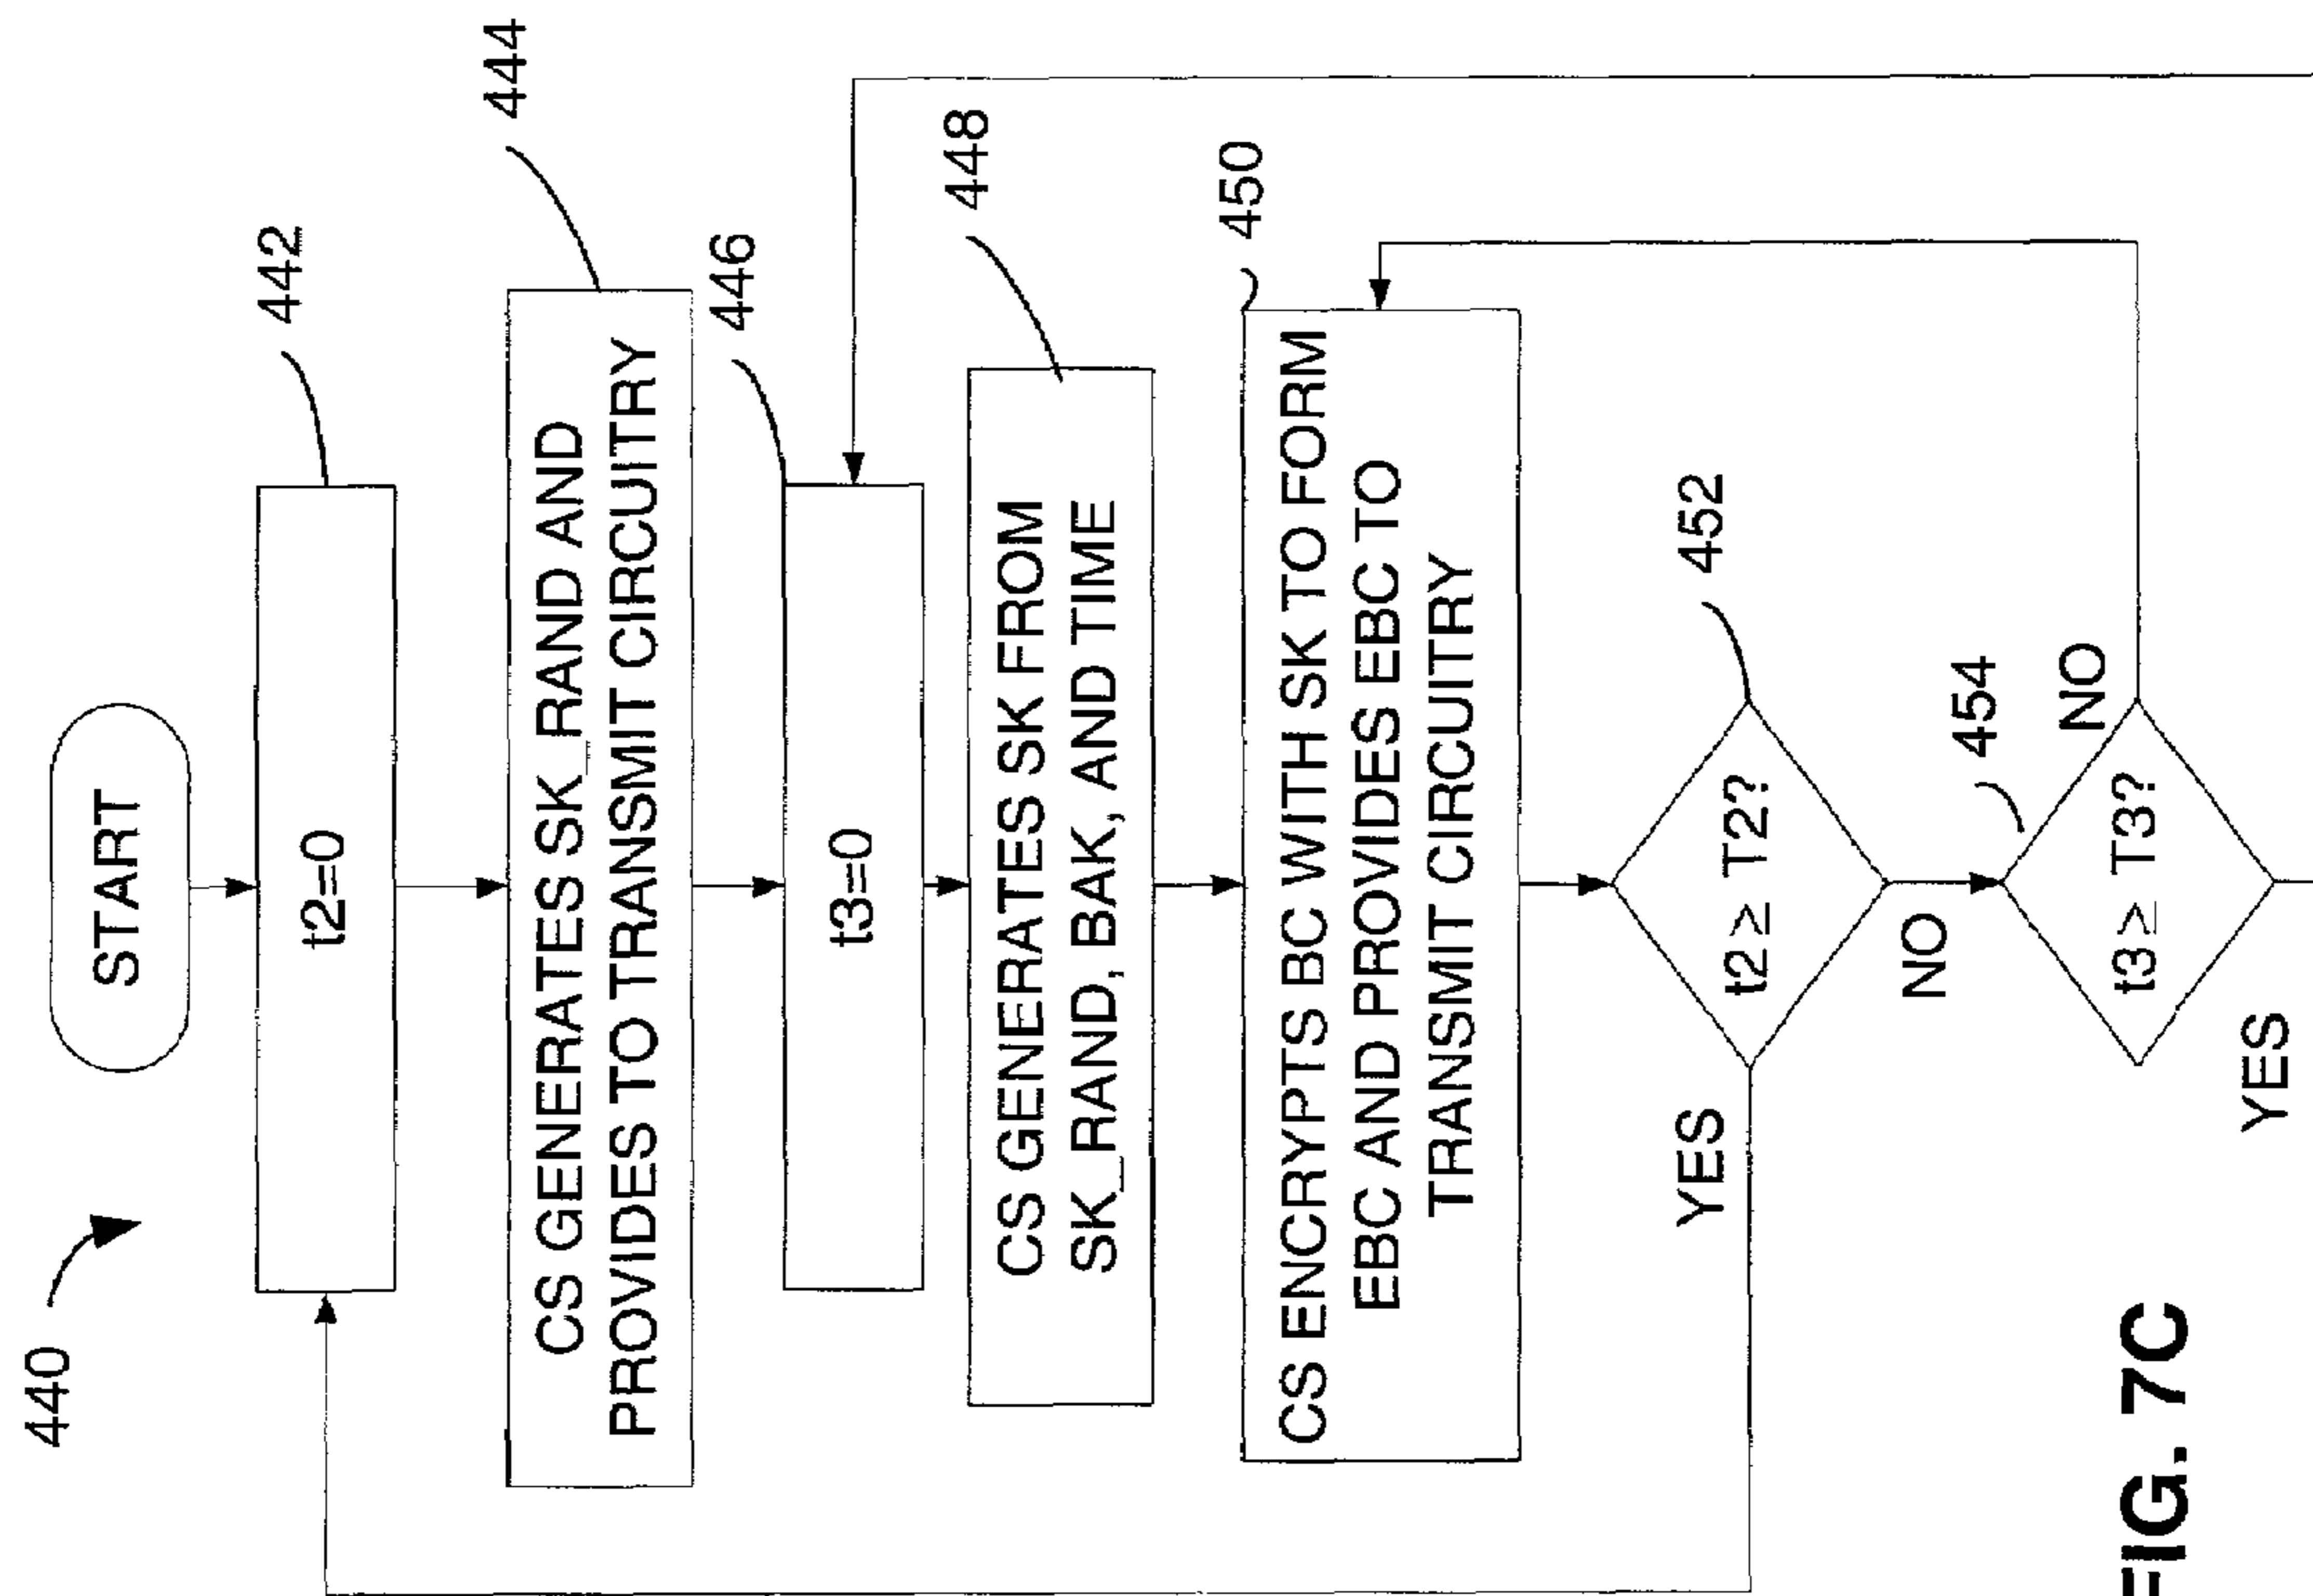 440
START
442
t2=0
444
CS GENERATES SK_RAND AND
PROVIDES TO TRANSMIT CIRCUITRY
446
t3=0
448
CS GENERATES SK FROM
SK_RAND, BAK, AND TIME
450
CS ENCRYPTS BC WITH SK TO FORM
EBC AND PROVIDES EBC TO
TRANSMIT CIRCUITRY
452
t2 ≥ T2?
YES
NO
454
t3 ≥ T3?
NO
YES
FIG. 7C